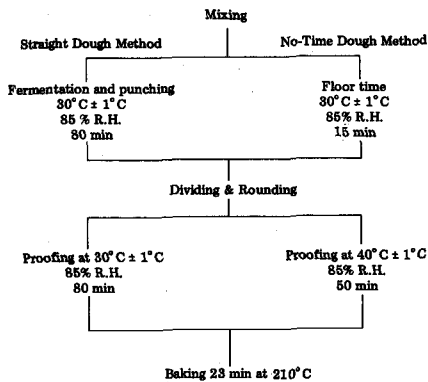 Mixing
Straight Dough Method
No-Time Dough Method
Fermentation and punching
30°C ± 1°C
85 % R.H.
80 min
Floor time
30°C ± 1°C
85% R.H.
15 min
Dividing & Rounding
Proofing at 30°C ± 1°C
85% R.H.
80 min
Proofing at 40°C ± 1°C
85% R.H.
50 min
Baking 23 min at 210°C